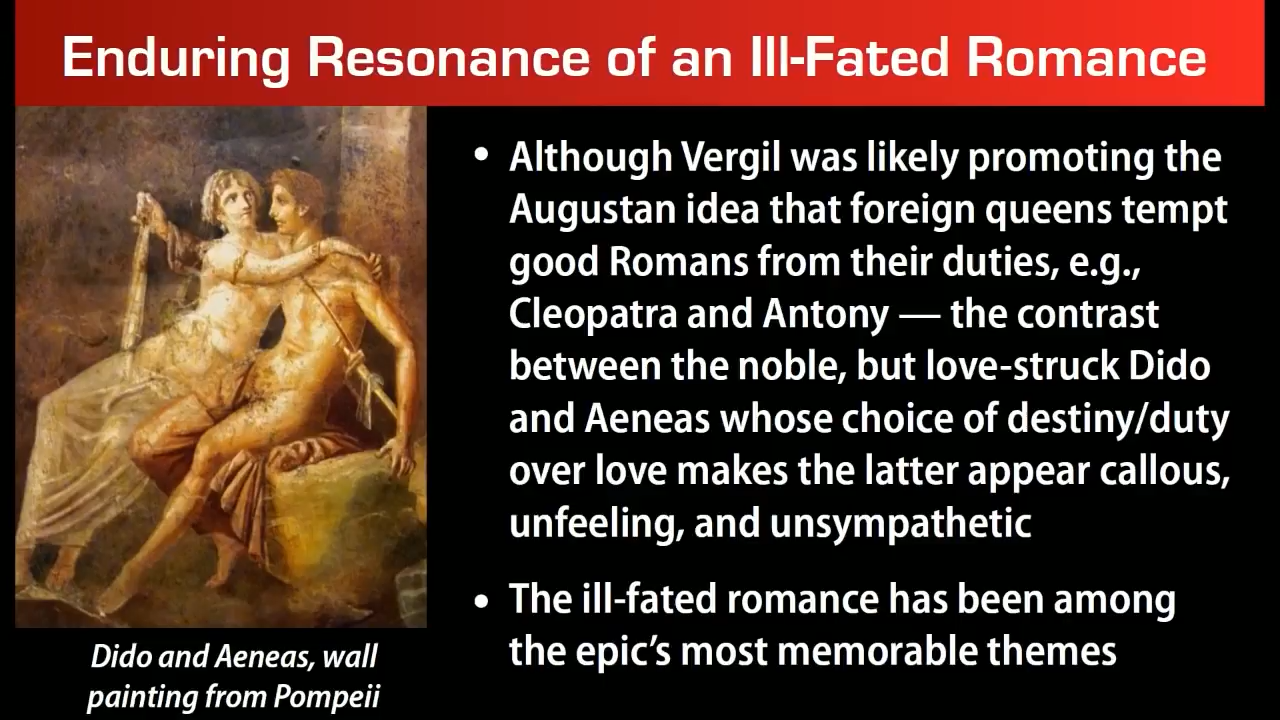 Enduring Resonance of an Ill-Fated Romance
• Although Vergil was likely promoting the
Augustan idea that foreign queens tempt
good Romans from their duties, e.g.,
Cleopatra and Antony — the contrast
between the noble, but love-struck Dido
and Aeneas whose choice of destiny/duty
over love makes the latter appear callous,
unfeeling, and unsympathetic
• The ill-fated romance has been among
the epic’s most memorable themes
Dido and Aeneas, wall
painting from Pompeii